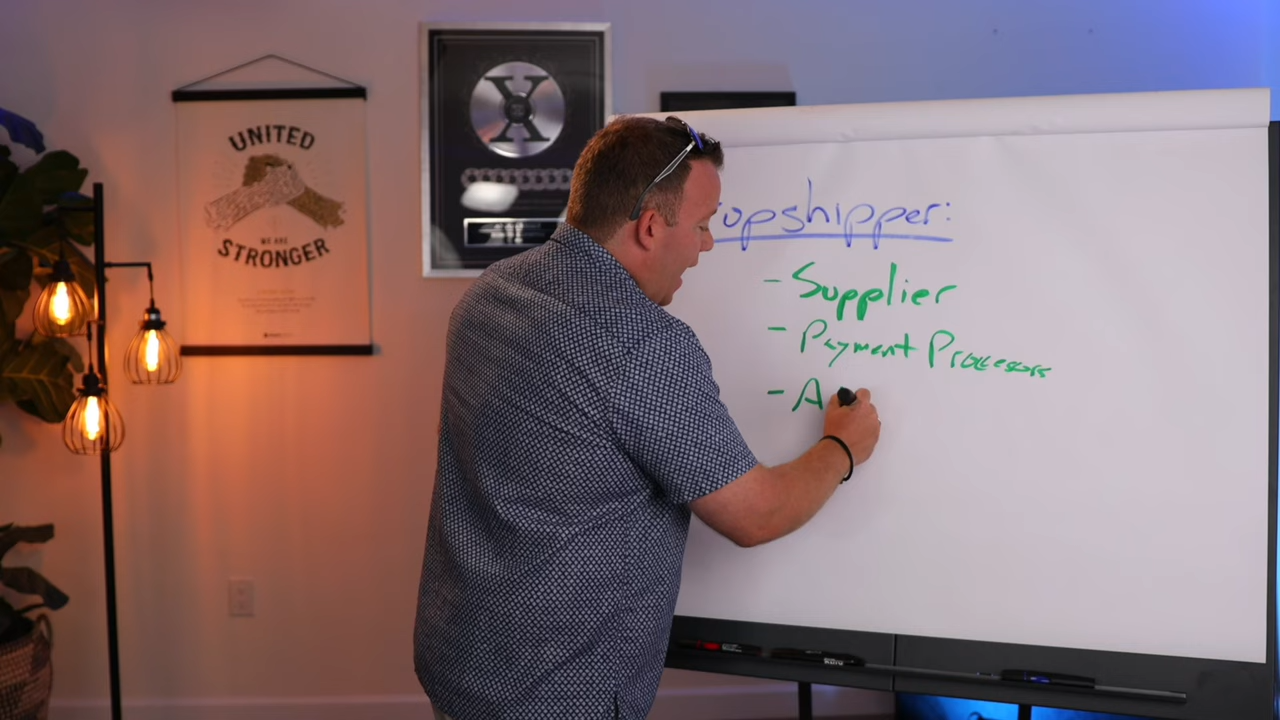 UNITED
WE ARE
STRONGER
X
opshipper:
- Supplier
- Payment Processors
- A